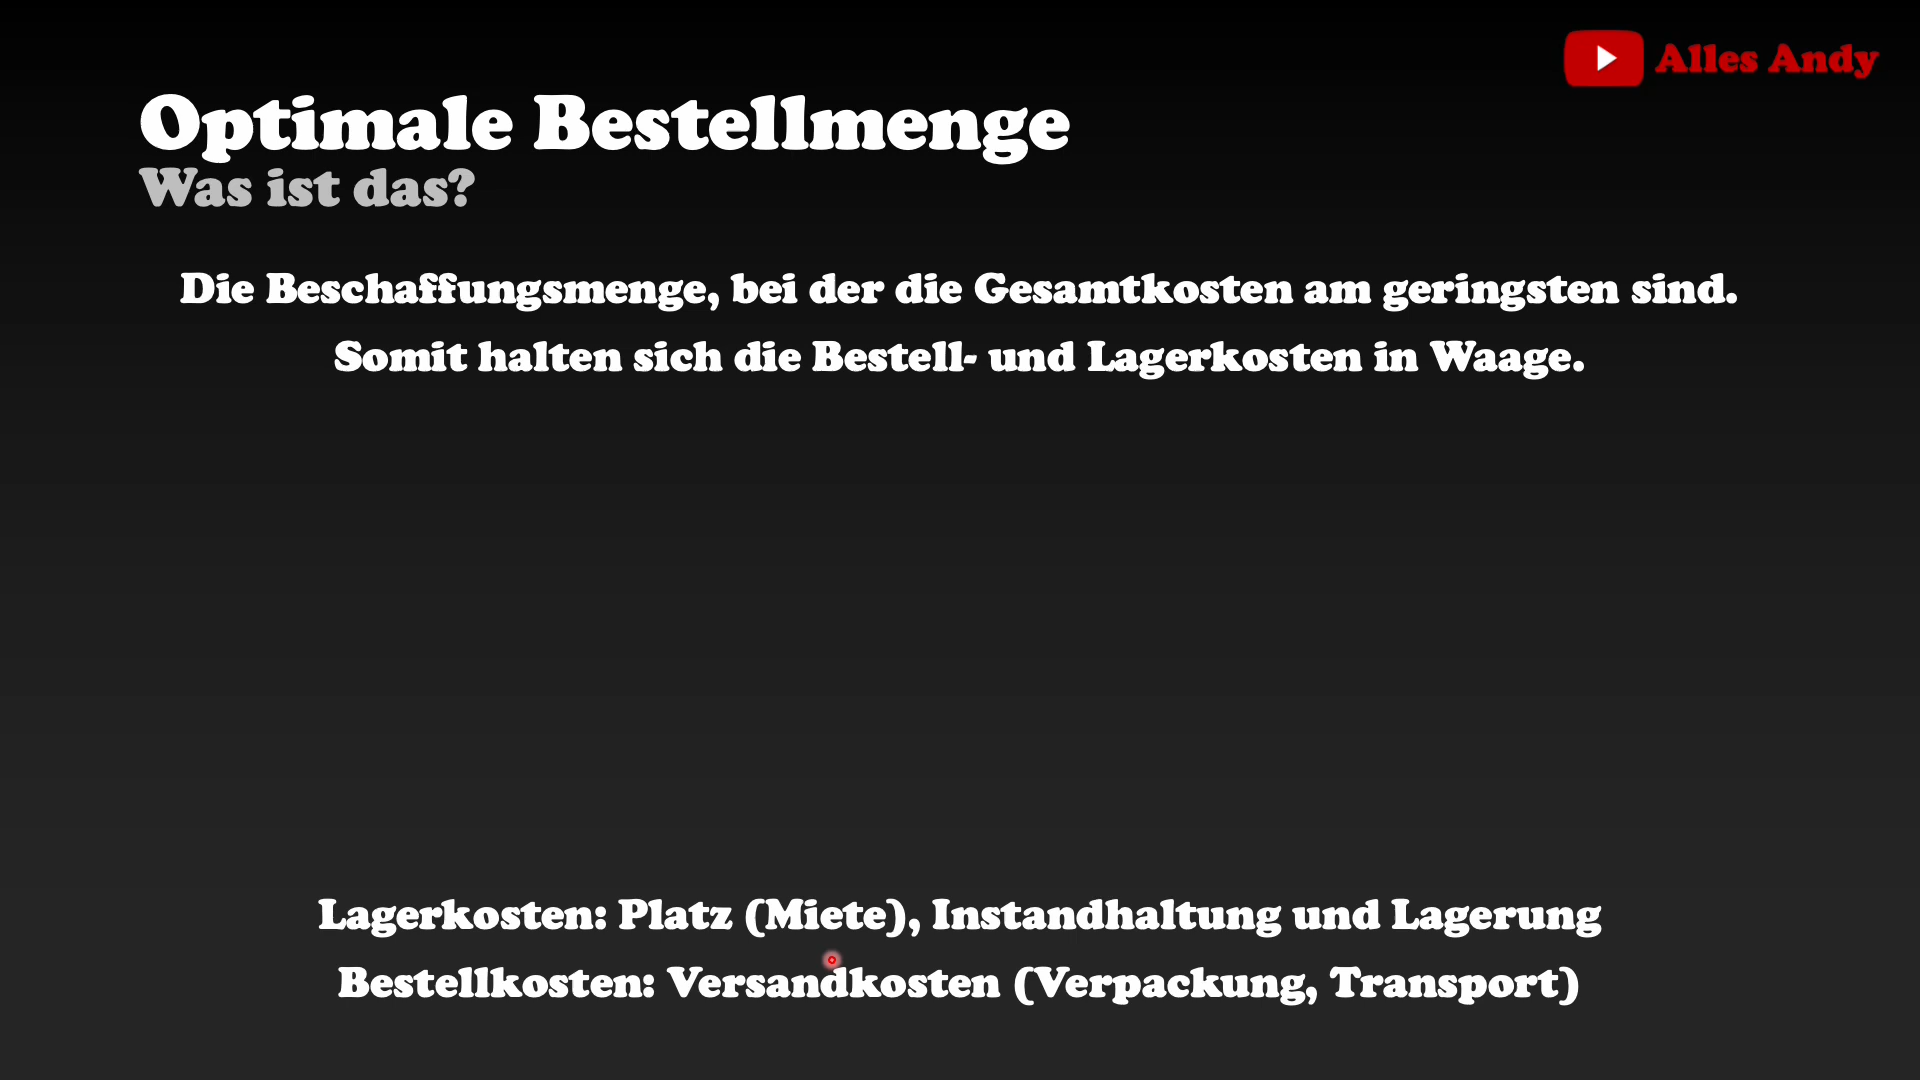 Alles Andy
Optimale Bestellmenge
Was ist das?
Die Beschaffungsmenge, bei der die Gesamtkosten am geringsten sind.
Somit halten sich die Bestell- und Lagerkosten in Waage.
Lagerkosten: Platz (Miete), Instandhaltung und Lagerung
Bestellkosten: Versandkosten (Verpackung, Transport)